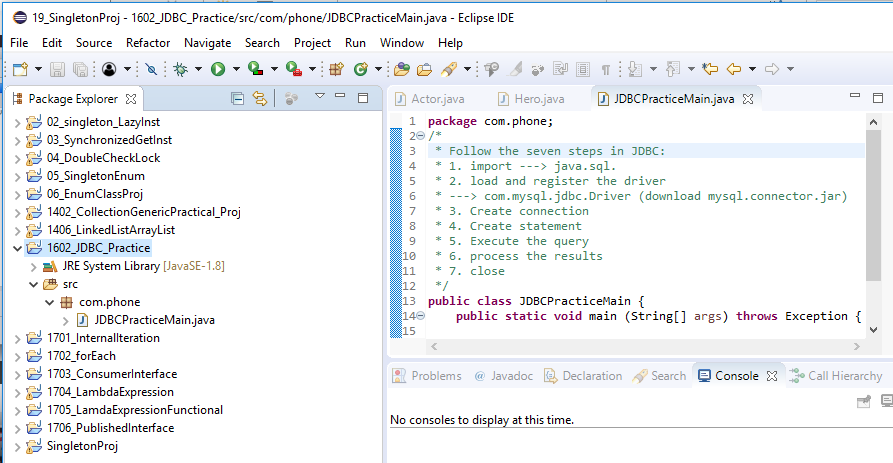 19_SingletonProj - 1602_JDBC_Practice/src/com/phone/JDBCPracticeMain.java - Eclipse IDE
File Edit Source Refactor Navigate Search Project Run Window Help
Package Explorer
02_singleton_LazyInst
03_SynchronizedGetInst
04_DoubleCheckLock
05_SingletonEnum
06_EnumClassProj
1402_CollectionGenericPractical_Proj
1406_LinkedListArrayList
1602_JDBC_Practice
JRE System Library [JavaSE-1.8]
src
com.phone
JDBCPracticeMain.java
1701_InternalIteration
1702_forEach
1703_ConsumerInterface
1704_LambdaExpression
1705_LamdaExpressionFunctional
1706_PublishedInterface
SingletonProj
Actor.java Hero.java JDBCPracticeMain.java
1 package com.phone;
2 /*
3 * Follow the seven steps in JDBC:
4 * 1. import ---> java.sql.
5 * 2. load and register the driver
6 * ---> com.mysql.jdbc.Driver (download mysql.connector.jar)
7 * 3. Create connection
8 * 4. Create statement
9 * 5. Execute the query
10 * 6. process the results
11 * 7. close
12 */
13 public class JDBCPracticeMain {
14 public static void main (String[] args) throws Exception {
15
Problems @ Javadoc Declaration Search Console Call Hierarchy
No consoles to display at this time.